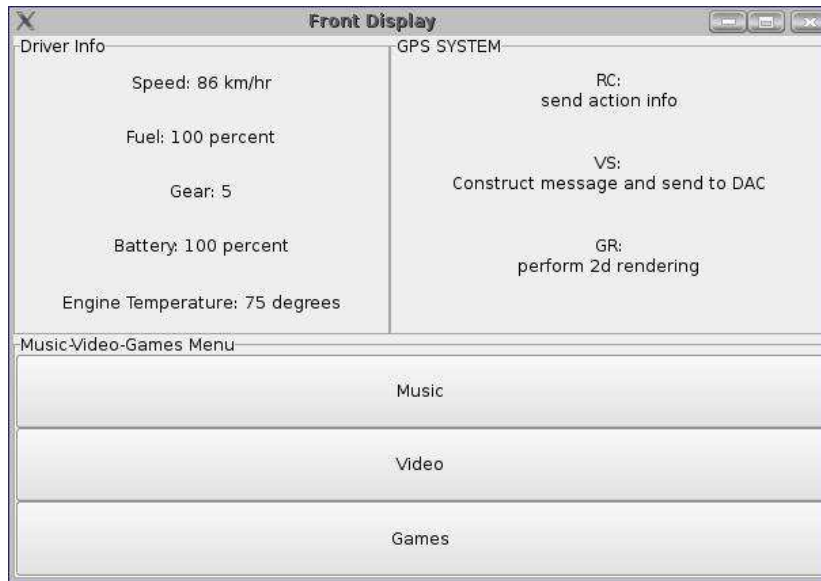 Front Display
Driver Info
Speed: 86 km/hr
Fuel: 100 percent
Gear: 5
Battery: 100 percent
Engine Temperature: 75 degrees
GPS SYSTEM
RC:
send action info
VS:
Construct message and send to DAC
GR:
perform 2d rendering
Music-Video-Games Menu
Music
Video
Games